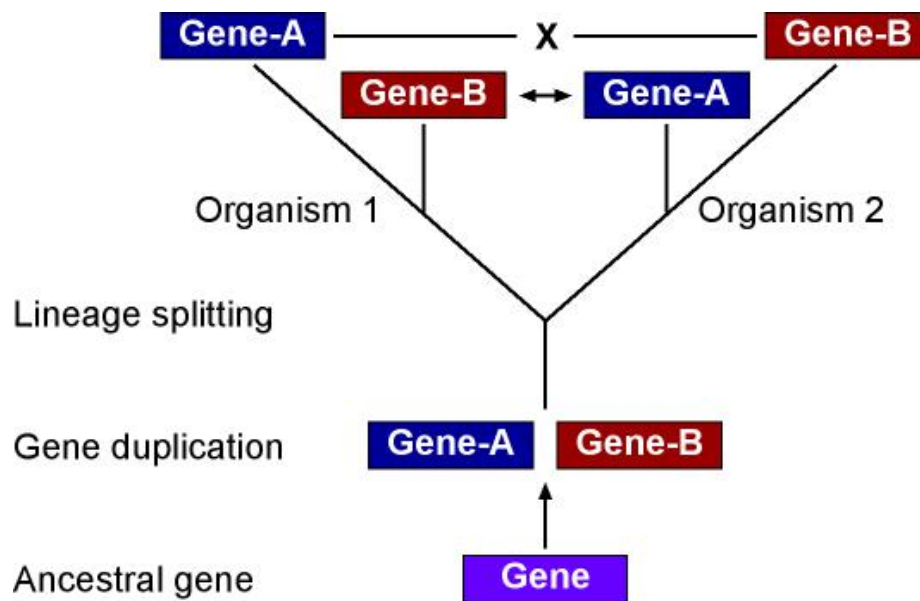 Gene-A X Gene-B
Gene-B Gene-A
Organism 1 Organism 2
Lineage splitting
Gene duplication Gene-A Gene-B
Ancestral gene Gene